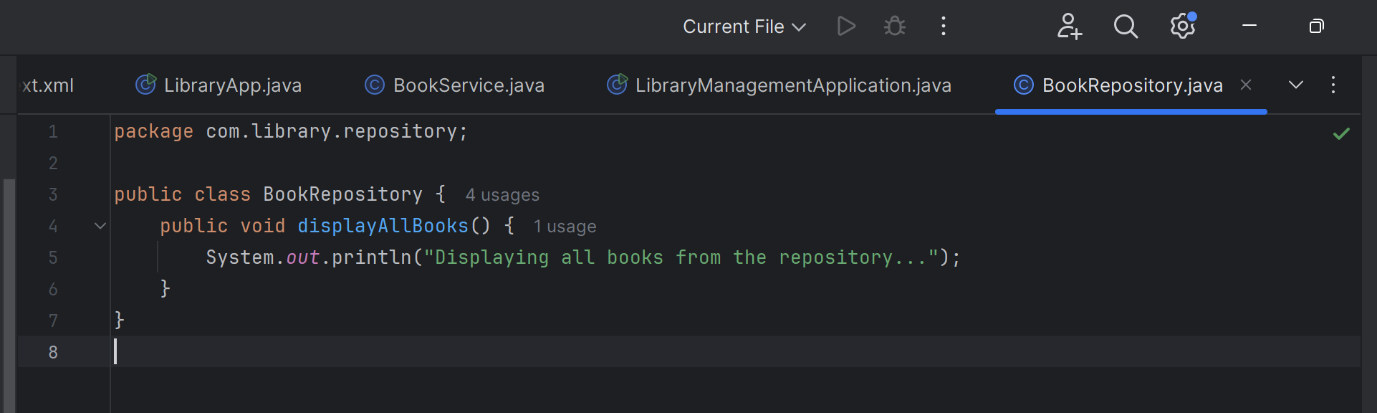 Current File
xt.xml LibraryApp.java BookService.java LibraryManagementApplication.java BookRepository.java
1 package com.library.repository;
2
3 public class BookRepository { 4 usages
4 public void displayAllBooks() { 1 usage
5 System.out.println("Displaying all books from the repository...");
6 }
7 }
8